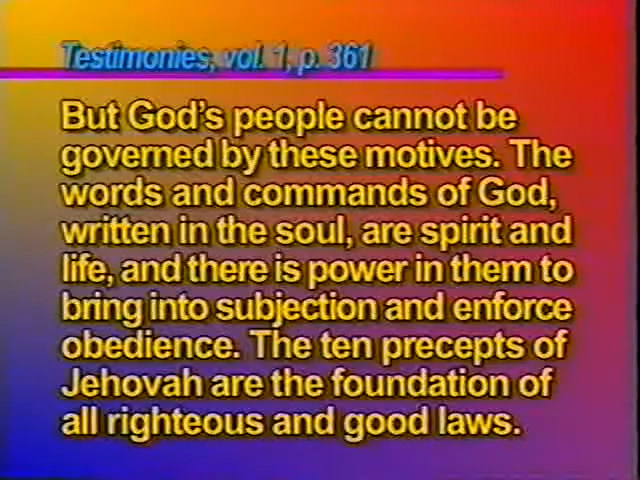 Testimonies, vol. 1, p. 361
But God's people cannot be
governed by these motives. The
words and commands of God,
written in the soul, are spirit and
life, and there is power in them to
bring into subjection and enforce
obedience. The ten precepts of
Jehovah are the foundation of
all righteous and good laws.